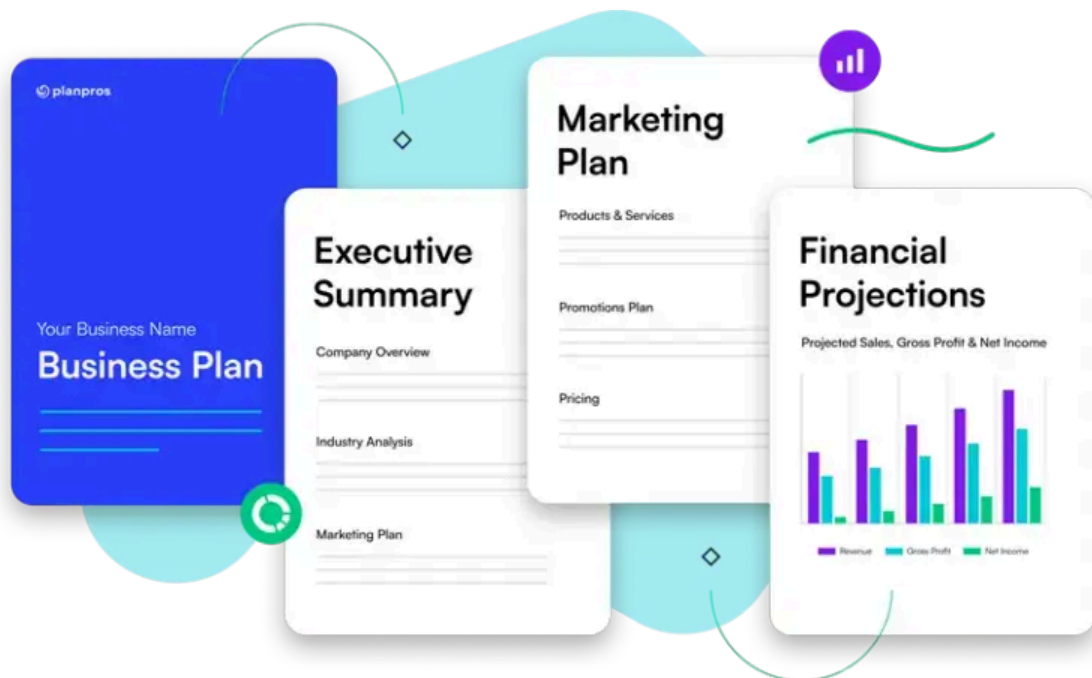 planpros
Your Business Name
Business Plan
Executive
Summary
Company Overview
Industry Analysis
Marketing Plan
Marketing
Plan
Products & Services
Promotions Plan
Pricing
Financial
Projections
Projected Sales, Gross Profit & Net Income
Revenue Gross Profit Net Income